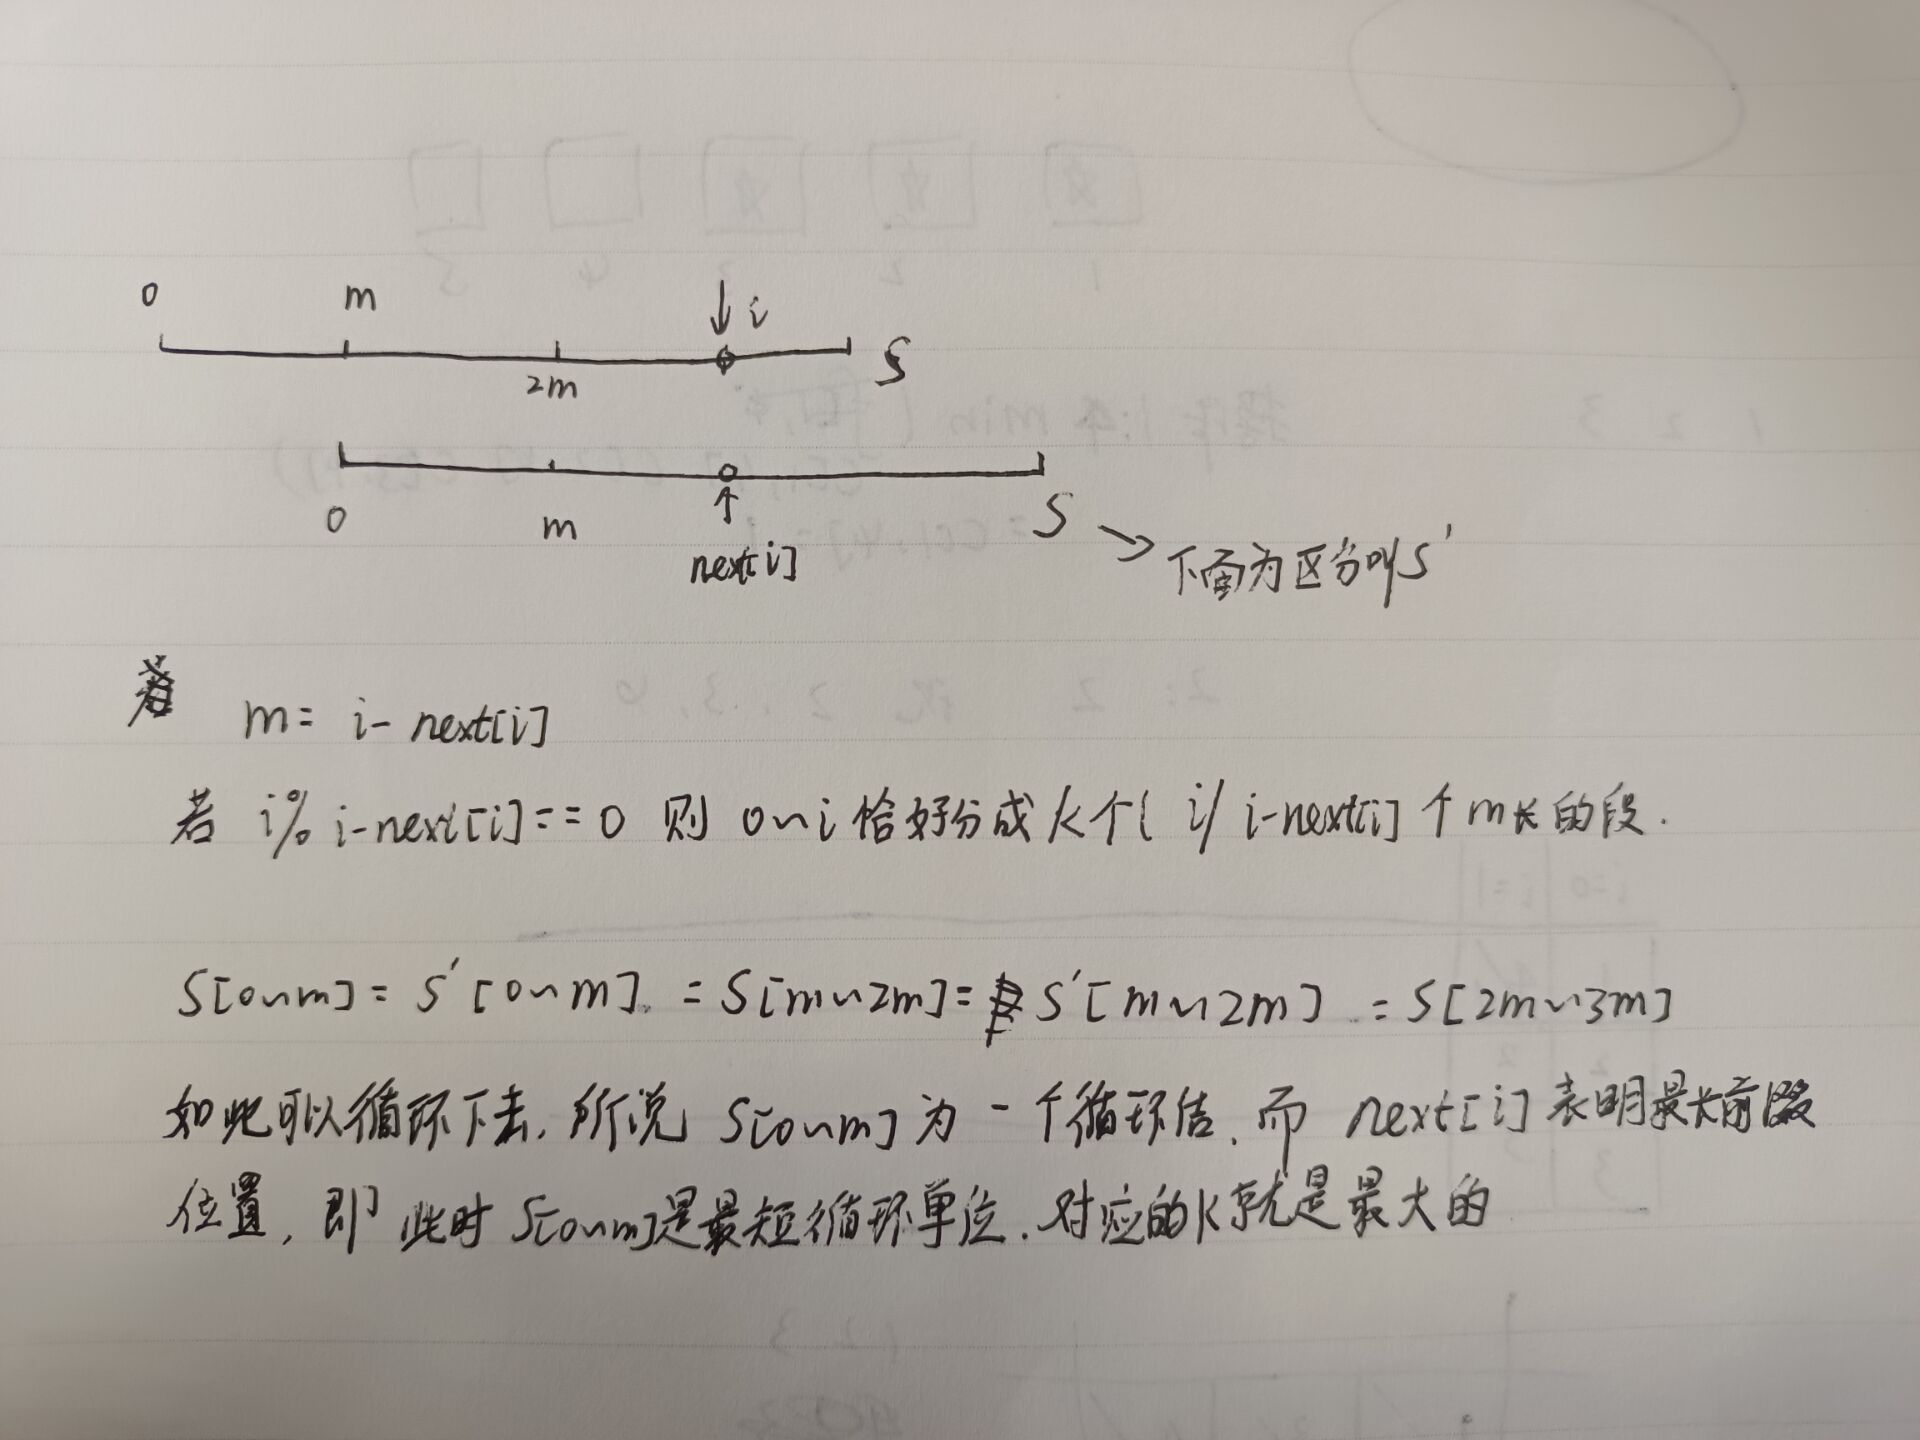 0 m ↓ i
2m S
0 m next[i] S → 下面为区分叫S'
m = i - next[i]
若 i % i-next[i] == 0 则 0~i 恰好分成 K个( i/ i-next[i] 个 m长的段.
S[0~m] = S'[0~m] = S[m~2m] = S'[m~2m] = S[2m~3m]
如此可以循环下去, 所说 S[0~m] 为一个循环结, 而 next[i] 表明最长前缀
位置, 即 此时 S[0~m]是最短循环单位. 对应的K就是最大的